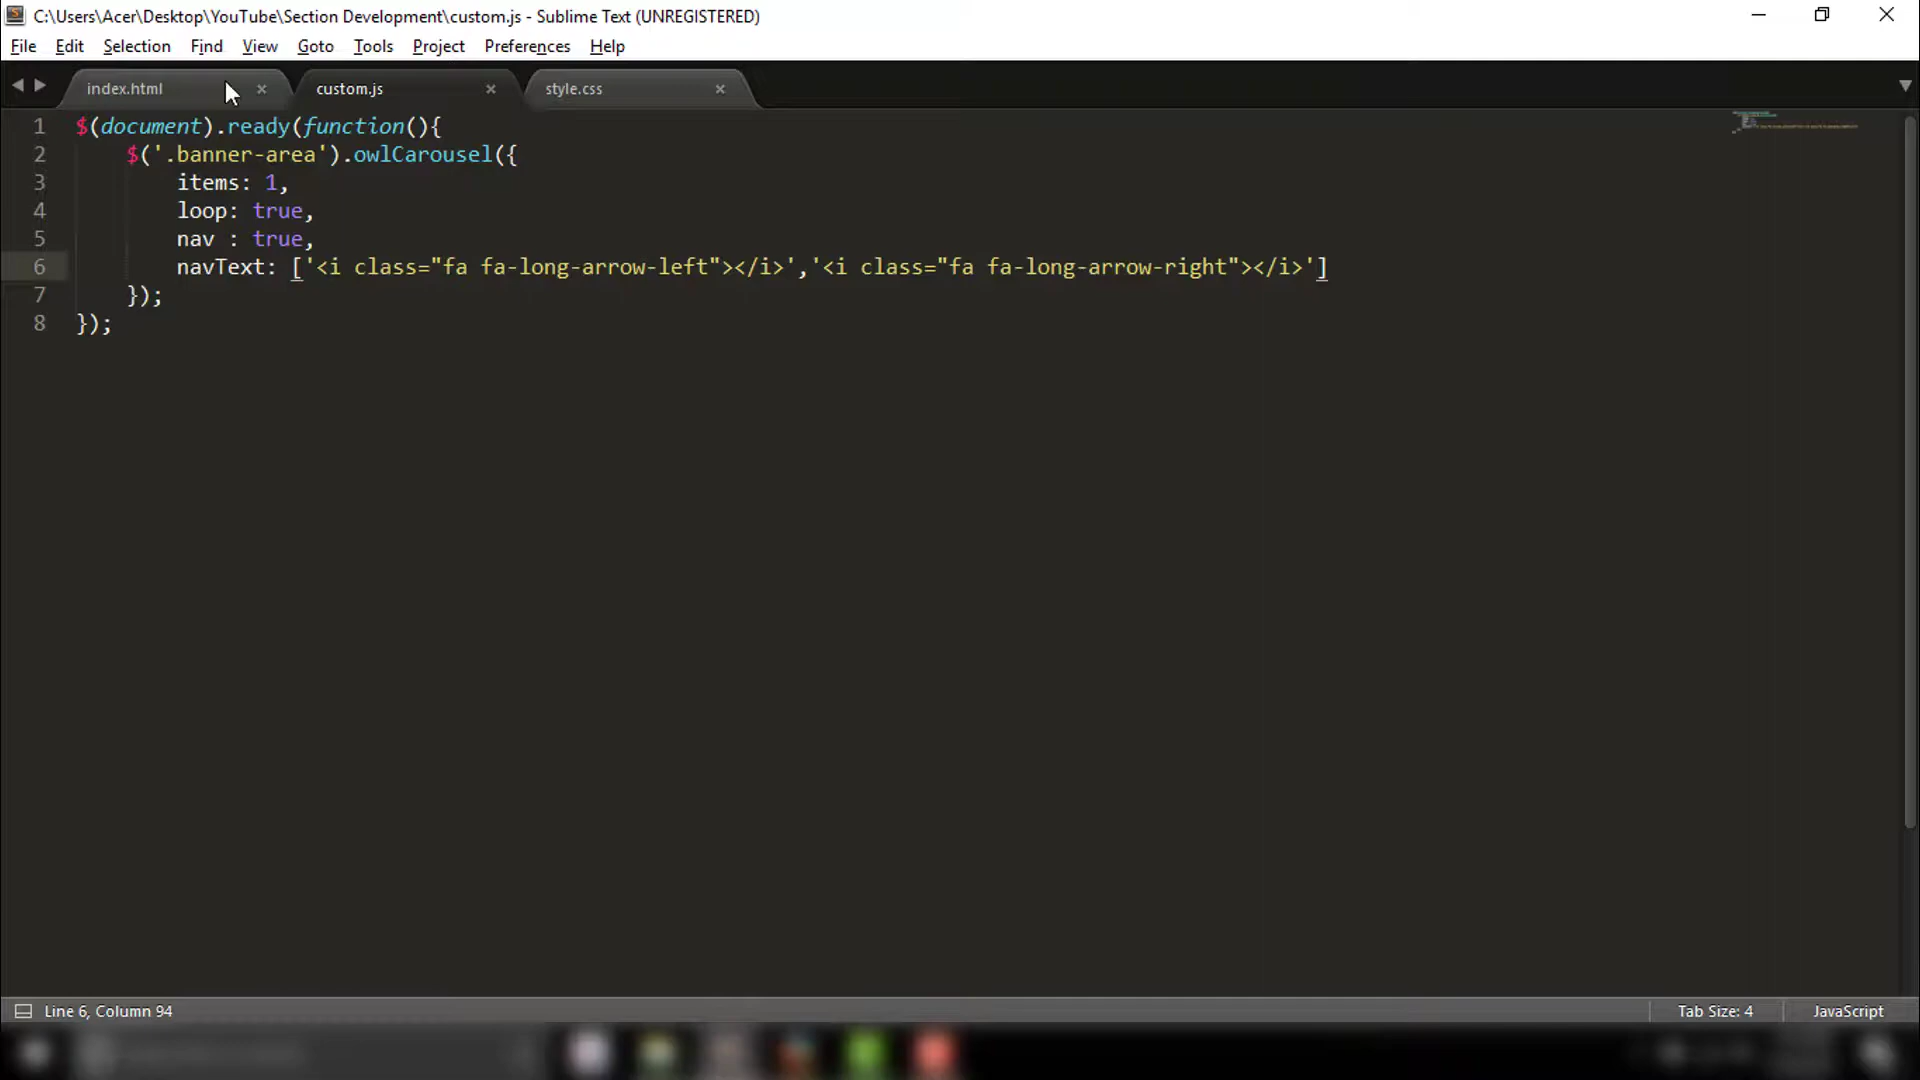 C:\Users\Acer\Desktop\YouTube\Section Development\custom.js - Sublime Text (UNREGISTERED)
File Edit Selection Find View Goto Tools Project Preferences Help
index.html × custom.js × style.css ×
1 $(document).ready(function(){
2 $('.banner-area').owlCarousel({
3 items: 1,
4 loop: true,
5 nav : true,
6 navText: ['<i class="fa fa-long-arrow-left"></i>','<i class="fa fa-long-arrow-right"></i>']
7 });
8 });
Line 6, Column 94 Tab Size: 4 JavaScript